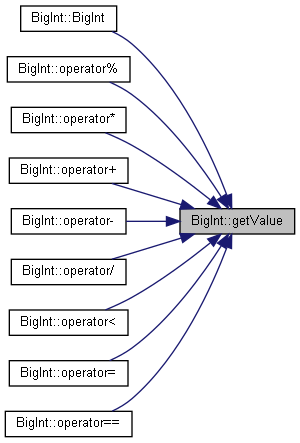 BigInt::BigInt
BigInt::operator%
BigInt::operator*
BigInt::operator+
BigInt::operator-
BigInt::operator/
BigInt::operator<
BigInt::operator=
BigInt::operator==
BigInt::getValue